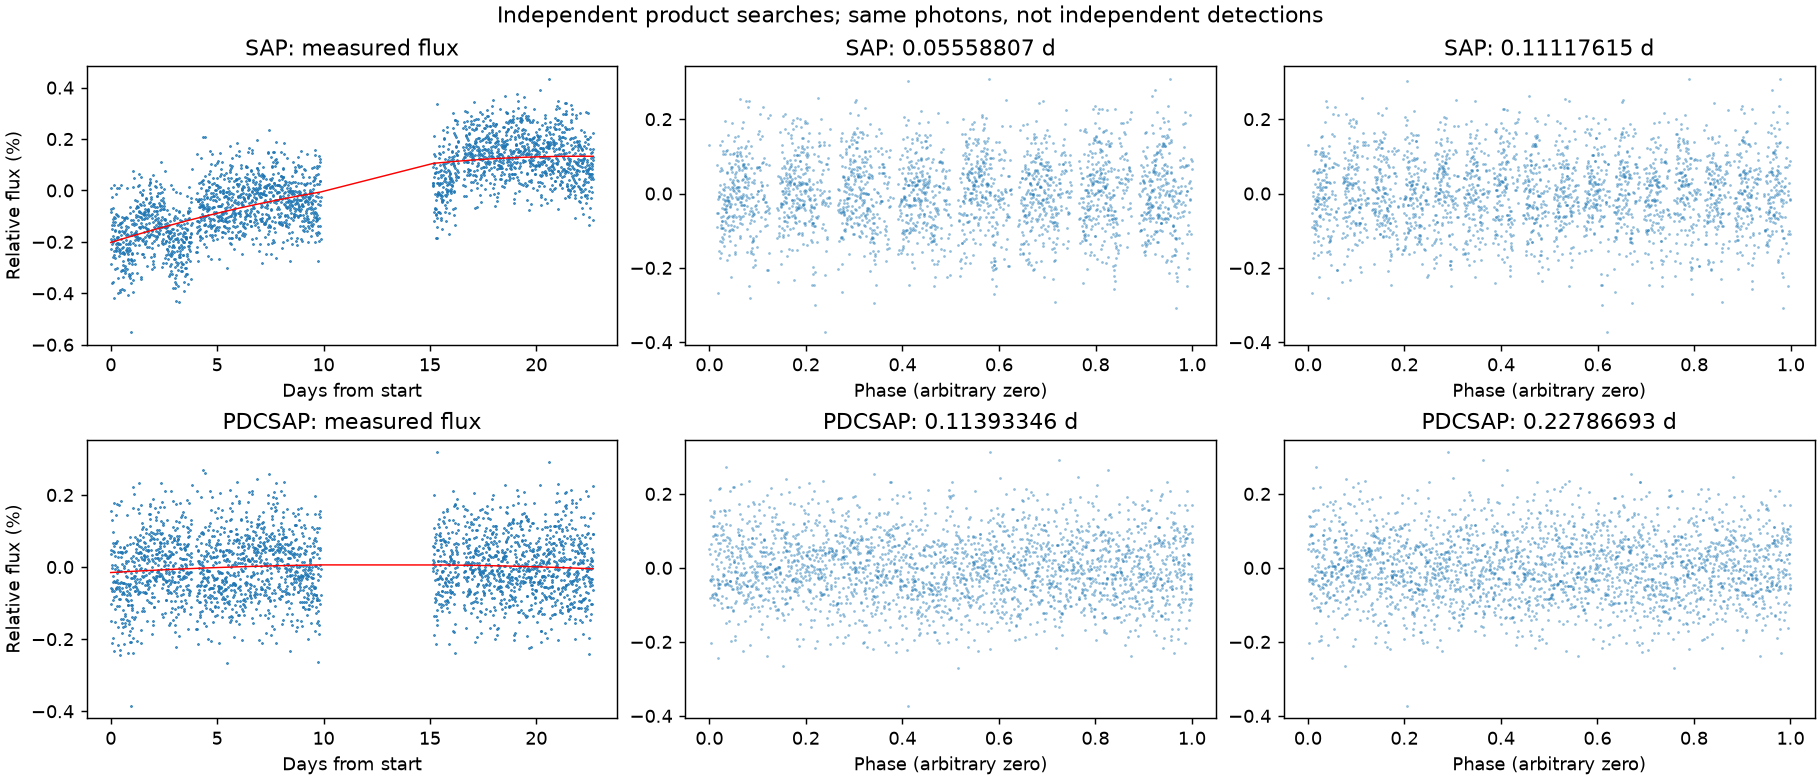 Independent product searches; same photons, not independent detections
SAP: measured flux
SAP: 0.05558807 d
SAP: 0.11117615 d
Relative flux (%)
0.4
0.2
0.0
−0.2
−0.4
−0.6
0 5 10 15 20
Days from start
0.2
0.0
−0.2
−0.4
0.0 0.2 0.4 0.6 0.8 1.0
Phase (arbitrary zero)
0.2
0.0
−0.2
−0.4
0.0 0.2 0.4 0.6 0.8 1.0
Phase (arbitrary zero)
PDCSAP: measured flux
PDCSAP: 0.11393346 d
PDCSAP: 0.22786693 d
Relative flux (%)
0.2
0.0
−0.2
−0.4
0 5 10 15 20
Days from start
0.2
0.0
−0.2
−0.4
0.0 0.2 0.4 0.6 0.8 1.0
Phase (arbitrary zero)
0.2
0.0
−0.2
−0.4
0.0 0.2 0.4 0.6 0.8 1.0
Phase (arbitrary zero)